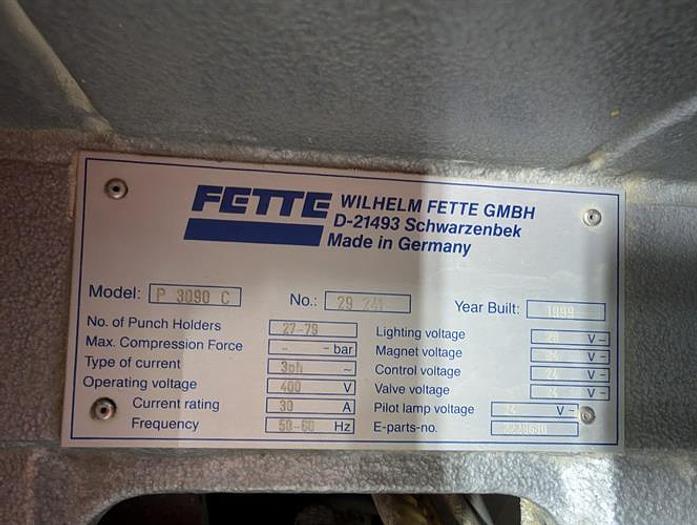 FETTE
WILHELM FETTE GMBH
D-21493 Schwarzenbek
Made in Germany
Model: P 3090 C No.: 29 241 Year Built: 1999
No. of Punch Holders 27-79
Max. Compression Force - - bar
Type of current 3ph ~
Operating voltage 400 V
Current rating 30 A
Frequency 50-60 Hz
Lighting voltage V-
Magnet voltage V-
Control voltage 24 V-
Valve voltage 24 V-
Pilot lamp voltage 24 V-
E-parts-no.